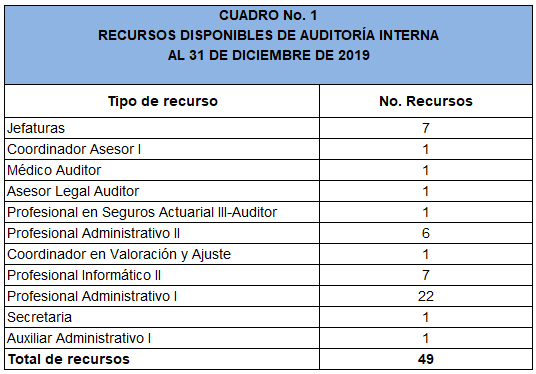 CUADRO No. 1
RECURSOS DISPONIBLES DE AUDITORÍA INTERNA
AL 31 DE DICIEMBRE DE 2019
Tipo de recurso No. Recursos
Jefaturas 7
Coordinador Asesor I 1
Médico Auditor 1
Asesor Legal Auditor 1
Profesional en Seguros Actuarial III-Auditor 1
Profesional Administrativo II 6
Coordinador en Valoración y Ajuste 1
Profesional Informático II 7
Profesional Administrativo I 22
Secretaria 1
Auxiliar Administrativo I 1
Total de recursos 49